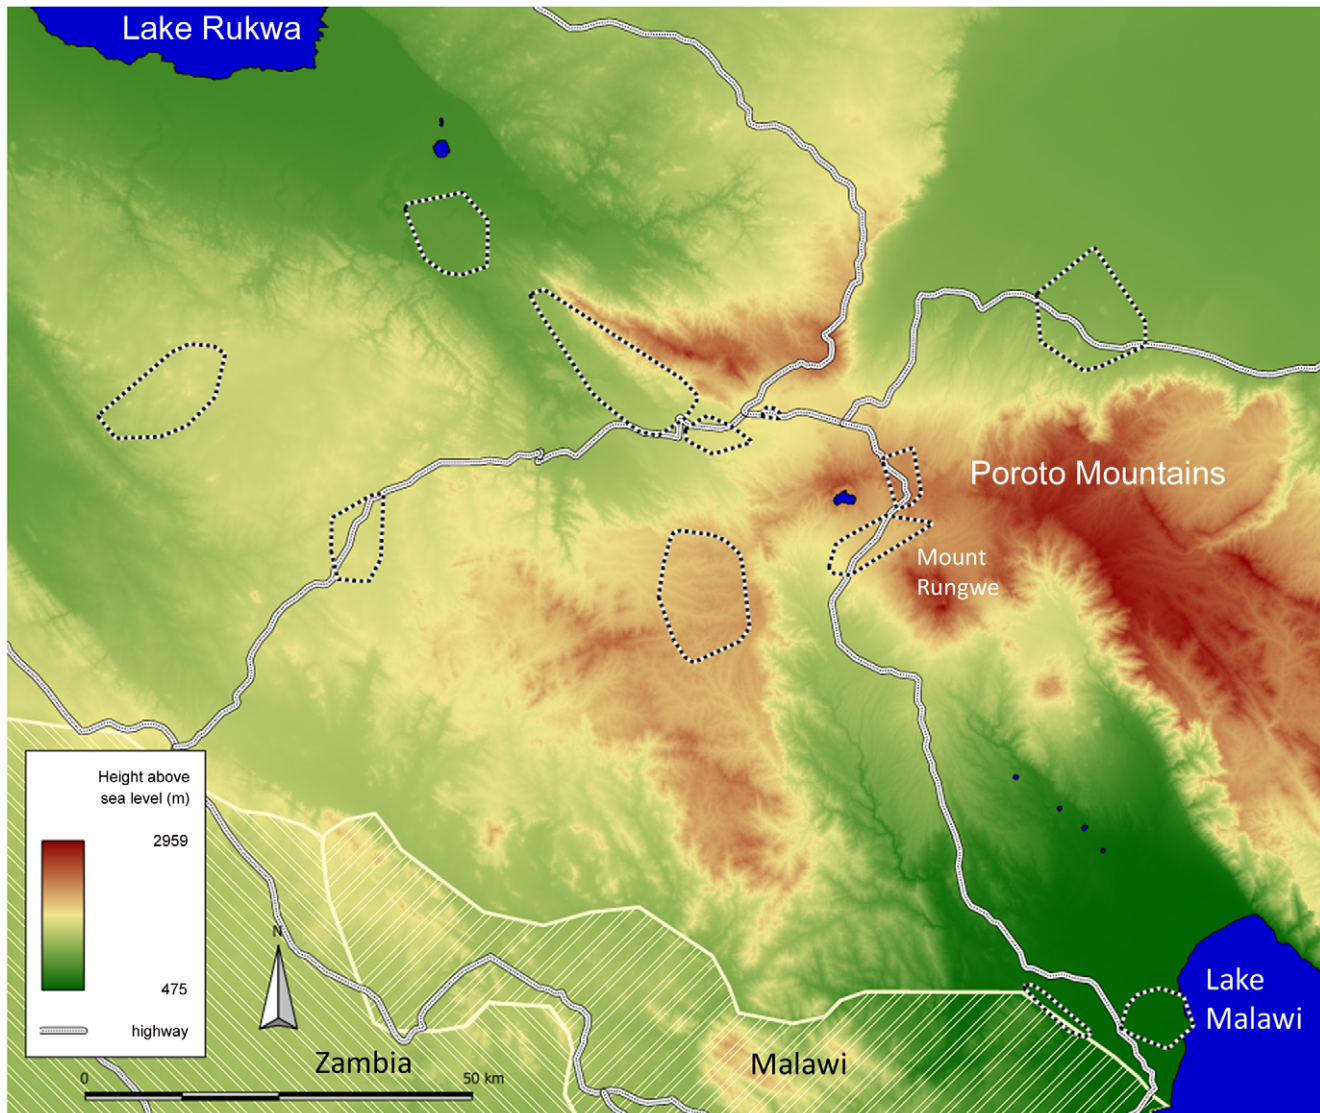 Lake Rukwa
Poroto Mountains
Mount
Rungwe
Height above
sea level (m)
2959
475
highway
N
Lake
Malawi
Zambia
Malawi
0
50 km